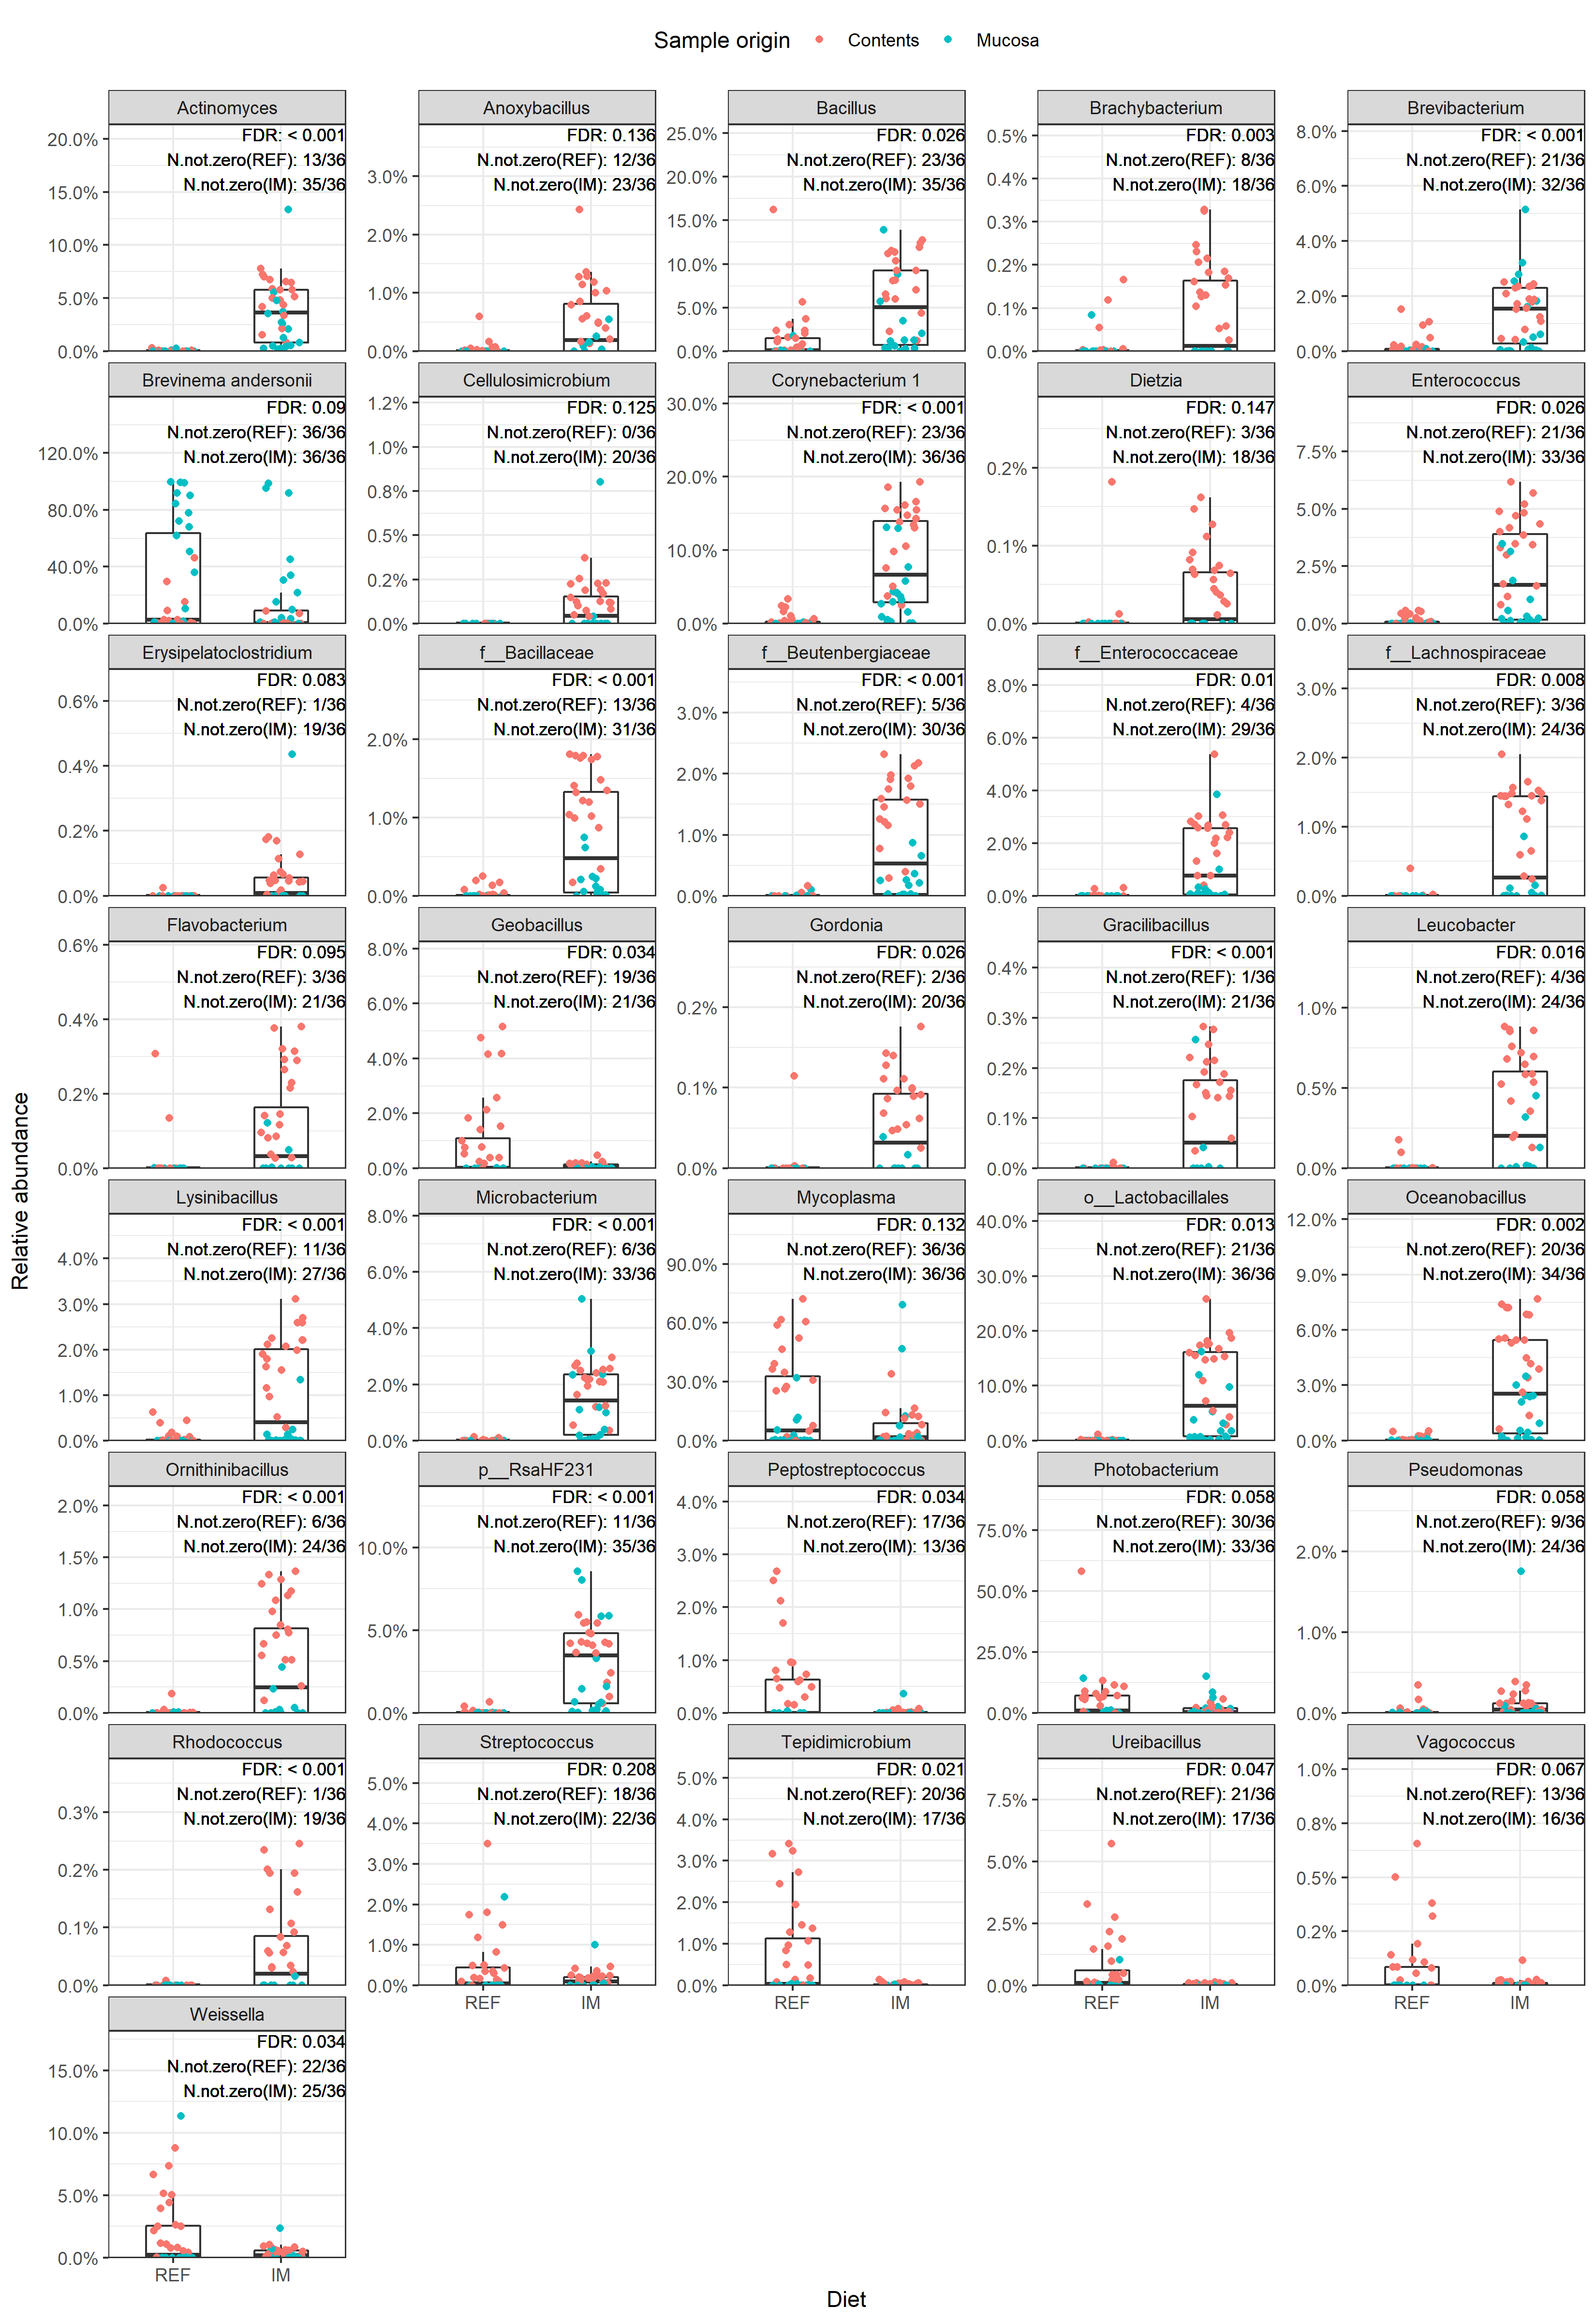 Sample origin Contents Mucosa
Relative abundance
Actinomyces
FDR: < 0.001
N.not.zero(REF): 13/36
N.not.zero(IM): 35/36
20.0%
15.0%
10.0%
5.0%
0.0%
Anoxybacillus
FDR: 0.136
N.not.zero(REF): 12/36
N.not.zero(IM): 23/36
3.0%
2.0%
1.0%
0.0%
Bacillus
FDR: 0.026
N.not.zero(REF): 23/36
N.not.zero(IM): 35/36
25.0%
20.0%
15.0%
10.0%
5.0%
0.0%
Brachybacterium
FDR: 0.003
N.not.zero(REF): 8/36
N.not.zero(IM): 18/36
0.5%
0.4%
0.3%
0.2%
0.1%
0.0%
Brevibacterium
FDR: < 0.001
N.not.zero(REF): 21/36
N.not.zero(IM): 32/36
8.0%
6.0%
4.0%
2.0%
0.0%
Brevinema andersonii
FDR: 0.09
N.not.zero(REF): 36/36
N.not.zero(IM): 36/36
120.0%
80.0%
40.0%
0.0%
Cellulosimicrobium
FDR: 0.125
N.not.zero(REF): 0/36
N.not.zero(IM): 20/36
1.2%
1.0%
0.8%
0.5%
0.2%
0.0%
Corynebacterium 1
FDR: < 0.001
N.not.zero(REF): 23/36
N.not.zero(IM): 36/36
30.0%
20.0%
10.0%
0.0%
Dietzia
FDR: 0.147
N.not.zero(REF): 3/36
N.not.zero(IM): 18/36
0.2%
0.1%
0.0%
Enterococcus
FDR: 0.026
N.not.zero(REF): 21/36
N.not.zero(IM): 33/36
7.5%
5.0%
2.5%
0.0%
Erysipelatoclostridium
FDR: 0.083
N.not.zero(REF): 1/36
N.not.zero(IM): 19/36
0.6%
0.4%
0.2%
0.0%
f__Bacillaceae
FDR: < 0.001
N.not.zero(REF): 13/36
N.not.zero(IM): 31/36
2.0%
1.0%
0.0%
f__Beutenbergiaceae
FDR: < 0.001
N.not.zero(REF): 5/36
N.not.zero(IM): 30/36
3.0%
2.0%
1.0%
0.0%
f__Enterococcaceae
FDR: 0.01
N.not.zero(REF): 4/36
N.not.zero(IM): 29/36
8.0%
6.0%
4.0%
2.0%
0.0%
f__Lachnospiraceae
FDR: 0.008
N.not.zero(REF): 3/36
N.not.zero(IM): 24/36
3.0%
2.0%
1.0%
0.0%
Flavobacterium
FDR: 0.095
N.not.zero(REF): 3/36
N.not.zero(IM): 21/36
0.6%
0.4%
0.2%
0.0%
Geobacillus
FDR: 0.034
N.not.zero(REF): 19/36
N.not.zero(IM): 21/36
8.0%
6.0%
4.0%
2.0%
0.0%
Gordonia
FDR: 0.026
N.not.zero(REF): 2/36
N.not.zero(IM): 20/36
0.2%
0.1%
0.0%
Gracilibacillus
FDR: < 0.001
N.not.zero(REF): 1/36
N.not.zero(IM): 21/36
0.4%
0.3%
0.2%
0.1%
0.0%
Leucobacter
FDR: 0.016
N.not.zero(REF): 4/36
N.not.zero(IM): 24/36
1.0%
0.5%
0.0%
Lysinibacillus
FDR: < 0.001
N.not.zero(REF): 11/36
N.not.zero(IM): 27/36
4.0%
3.0%
2.0%
1.0%
0.0%
Microbacterium
FDR: < 0.001
N.not.zero(REF): 6/36
N.not.zero(IM): 33/36
8.0%
6.0%
4.0%
2.0%
0.0%
Mycoplasma
FDR: 0.132
N.not.zero(REF): 36/36
N.not.zero(IM): 36/36
90.0%
60.0%
30.0%
0.0%
o__Lactobacillales
FDR: 0.013
N.not.zero(REF): 21/36
N.not.zero(IM): 36/36
40.0%
30.0%
20.0%
10.0%
0.0%
Oceanobacillus
FDR: 0.002
N.not.zero(REF): 20/36
N.not.zero(IM): 34/36
12.0%
9.0%
6.0%
3.0%
0.0%
Ornithinibacillus
FDR: < 0.001
N.not.zero(REF): 6/36
N.not.zero(IM): 24/36
2.0%
1.5%
1.0%
0.5%
0.0%
p__RsaHF231
FDR: < 0.001
N.not.zero(REF): 11/36
N.not.zero(IM): 35/36
10.0%
5.0%
0.0%
Peptostreptococcus
FDR: 0.034
N.not.zero(REF): 17/36
N.not.zero(IM): 13/36
4.0%
3.0%
2.0%
1.0%
0.0%
Photobacterium
FDR: 0.058
N.not.zero(REF): 30/36
N.not.zero(IM): 33/36
75.0%
50.0%
25.0%
0.0%
Pseudomonas
FDR: 0.058
N.not.zero(REF): 9/36
N.not.zero(IM): 24/36
2.0%
1.0%
0.0%
Rhodococcus
FDR: < 0.001
N.not.zero(REF): 1/36
N.not.zero(IM): 19/36
0.3%
0.2%
0.1%
0.0%
Streptococcus
FDR: 0.208
N.not.zero(REF): 18/36
N.not.zero(IM): 22/36
5.0%
4.0%
3.0%
2.0%
1.0%
0.0%
REF IM
Tepidimicrobium
FDR: 0.021
N.not.zero(REF): 20/36
N.not.zero(IM): 17/36
5.0%
4.0%
3.0%
2.0%
1.0%
0.0%
REF IM
Ureibacillus
FDR: 0.047
N.not.zero(REF): 21/36
N.not.zero(IM): 17/36
7.5%
5.0%
2.5%
0.0%
REF IM
Vagococcus
FDR: 0.067
N.not.zero(REF): 13/36
N.not.zero(IM): 16/36
1.0%
0.8%
0.5%
0.2%
0.0%
REF IM
Weissella
FDR: 0.034
N.not.zero(REF): 22/36
N.not.zero(IM): 25/36
15.0%
10.0%
5.0%
0.0%
REF IM
Diet